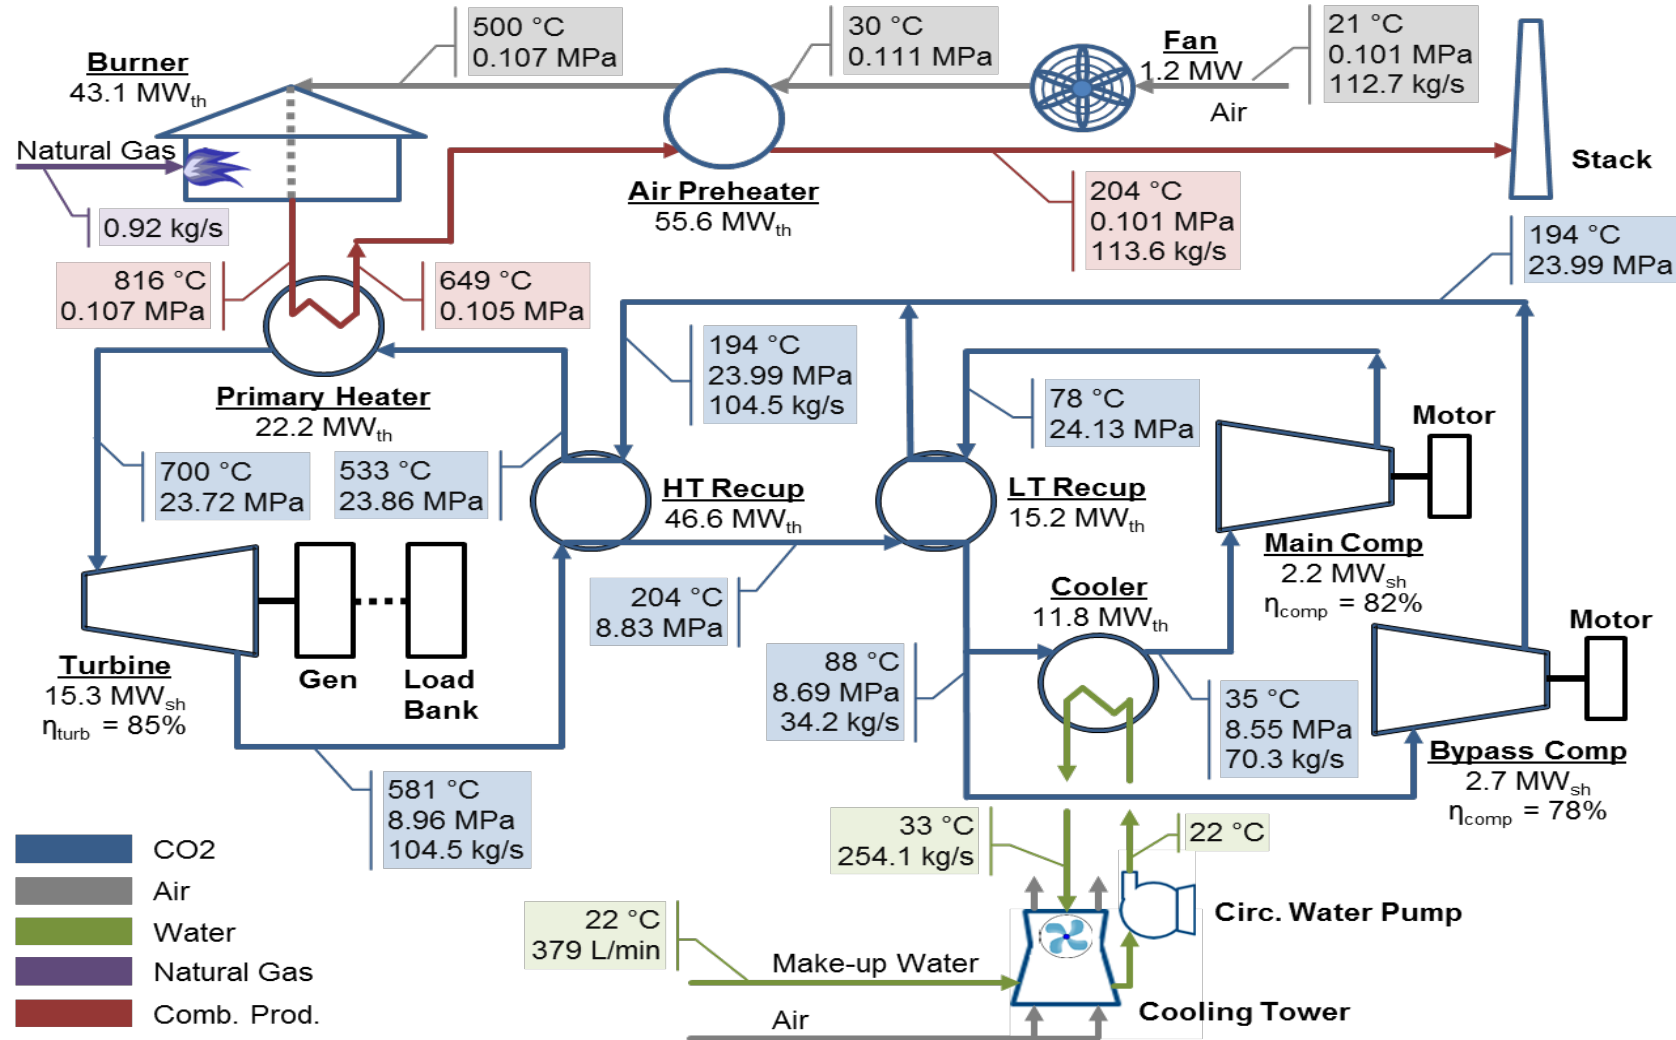 500 °C
0.107 MPa
30 °C
0.111 MPa
Fan
1.2 MW
21 °C
0.101 MPa
112.7 kg/s
Air
Burner
43.1 MWth
Natural Gas
0.92 kg/s
Air Preheater
55.6 MWth
Stack
204 °C
0.101 MPa
113.6 kg/s
194 °C
23.99 MPa
816 °C
0.107 MPa
649 °C
0.105 MPa
Primary Heater
22.2 MWth
194 °C
23.99 MPa
104.5 kg/s
78 °C
24.13 MPa
Motor
700 °C
23.72 MPa
533 °C
23.86 MPa
HT Recup
46.6 MWth
LT Recup
15.2 MWth
Main Comp
2.2 MWsh
ηcomp = 82%
204 °C
8.83 MPa
Cooler
11.8 MWth
Motor
Turbine
15.3 MWsh
ηturb = 85%
Gen
Load
Bank
88 °C
8.69 MPa
34.2 kg/s
35 °C
8.55 MPa
70.3 kg/s
Bypass Comp
2.7 MWsh
ηcomp = 78%
581 °C
8.96 MPa
104.5 kg/s
33 °C
254.1 kg/s
22 °C
CO2
Air
Water
Natural Gas
Comb. Prod.
22 °C
379 L/min
Make-up Water
Air
Circ. Water Pump
Cooling Tower